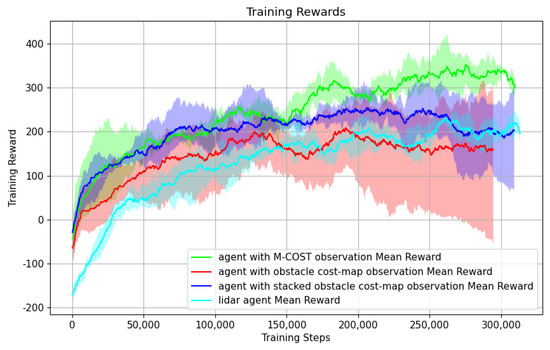 Training Rewards
Training Reward
400
300
200
100
0
-100
-200
0
50,000
100,000
150,000
200,000
250,000
300,000
Training Steps
agent with M-COST observation Mean Reward
agent with obstacle cost-map observation Mean Reward
agent with stacked obstacle cost-map observation Mean Reward
lidar agent Mean Reward